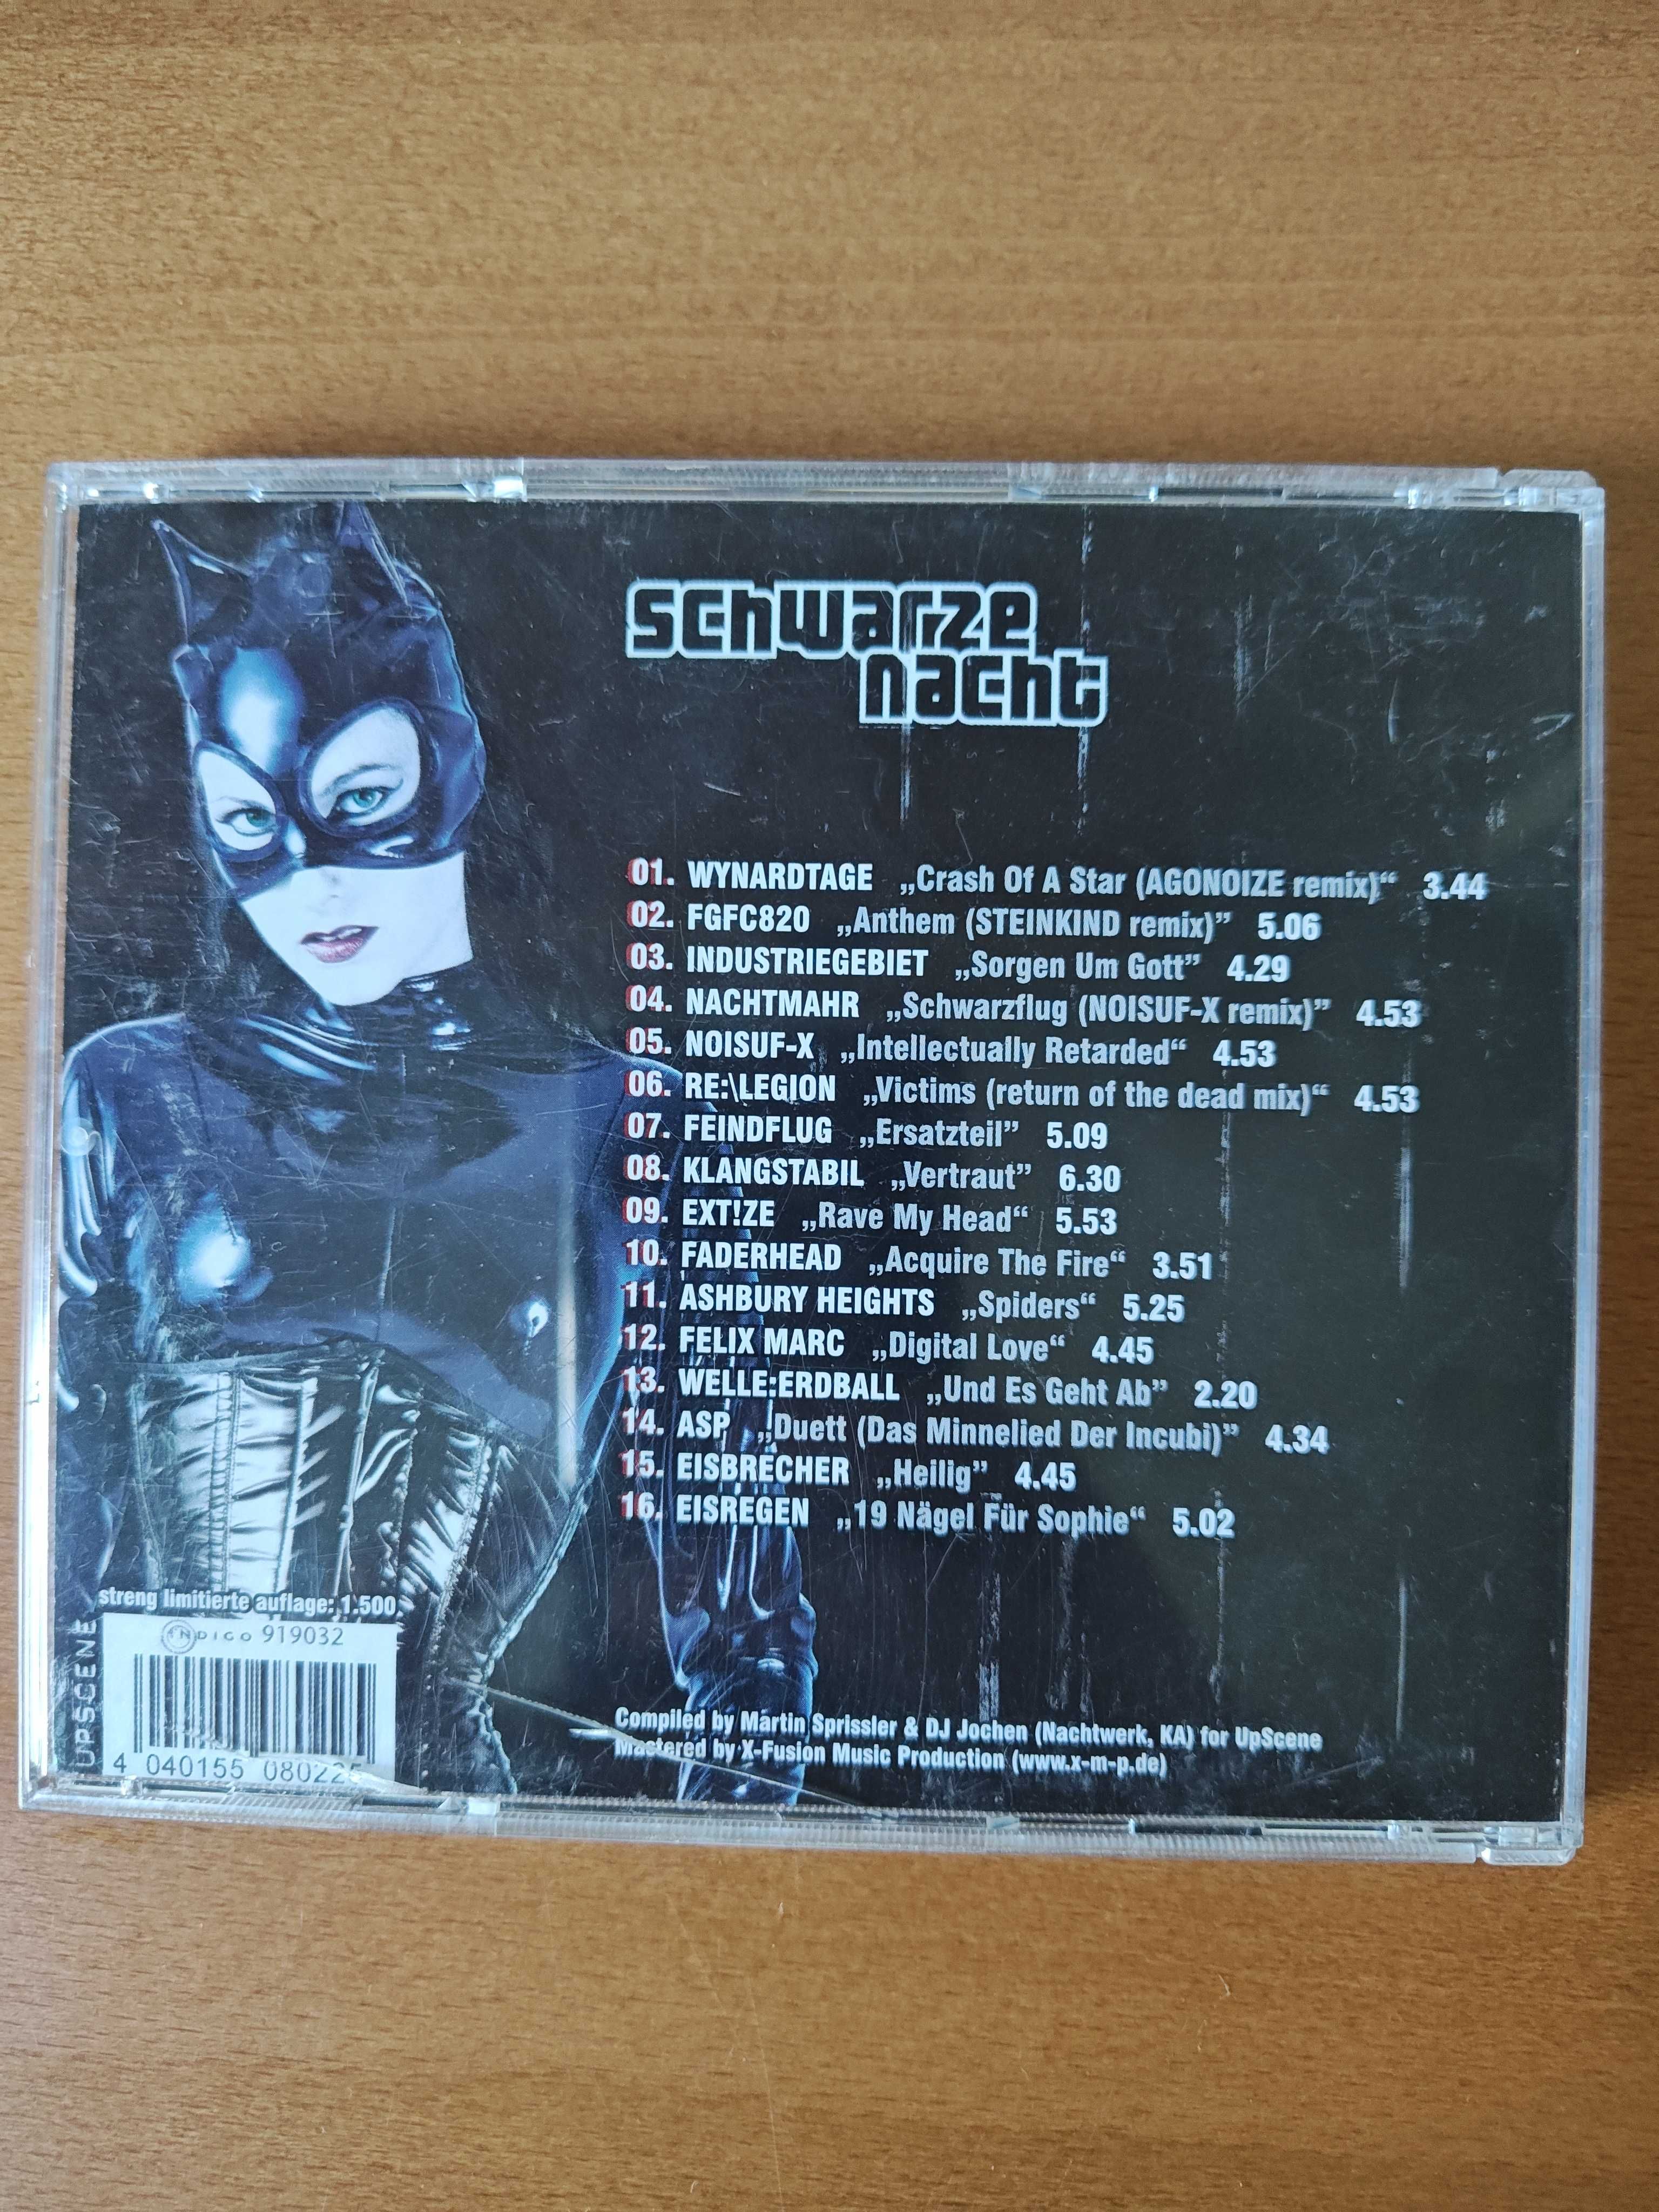 schwarze
nacht
01. WYNARDTAGE „Crash Of A Star (AGONOIZE remix)“ 3.44
02. FGFC820 „Anthem (STEINKIND remix)” 5.06
03. INDUSTRIEGEBIET „Sorgen Um Gott” 4.29
04. NACHTMAHR „Schwarzflug (NOISUF-X remix)” 4.53
05. NOISUF-X „Intellectually Retarded“ 4.53
06. RE:\LEGION „Victims (return of the dead mix)“ 4.53
07. FEINDFLUG „Ersatzteil” 5.09
08. KLANGSTABIL „Vertraut” 6.30
09. EXT!ZE „Rave My Head“ 5.53
10. FADERHEAD „Acquire The Fire“ 3.51
11. ASHBURY HEIGHTS „Spiders“ 5.25
12. FELIX MARC „Digital Love“ 4.45
13. WELLE:ERDBALL „Und Es Geht Ab” 2.20
14. ASP „Duett (Das Minnelied Der Incubi)” 4.34
15. EISBRECHER „Heilig” 4.45
16. EISREGEN „19 Nägel Für Sophie“ 5.02
streng limitierte auflage: 1.500
INDIGO 919032
UPSCENE
4 040155 080225
Compiled by Martin Sprissler & DJ Jochen (Nachtwerk, KA) for UpScene
Mastered by X-Fusion Music Production (www.x-m-p.de)